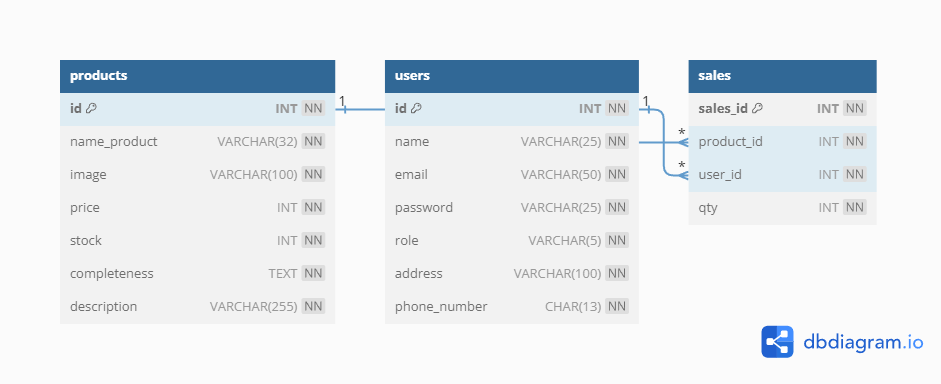 products
id INT NN
name_product VARCHAR(32) NN
image VARCHAR(100) NN
price INT NN
stock INT NN
completeness TEXT NN
description VARCHAR(255) NN
1
users
id INT NN
name VARCHAR(25) NN
email VARCHAR(50) NN
password VARCHAR(25) NN
role VARCHAR(5) NN
address VARCHAR(100) NN
phone_number CHAR(13) NN
1
*
*
sales
sales_id INT NN
product_id INT NN
user_id INT NN
qty INT NN
dbdiagram.io